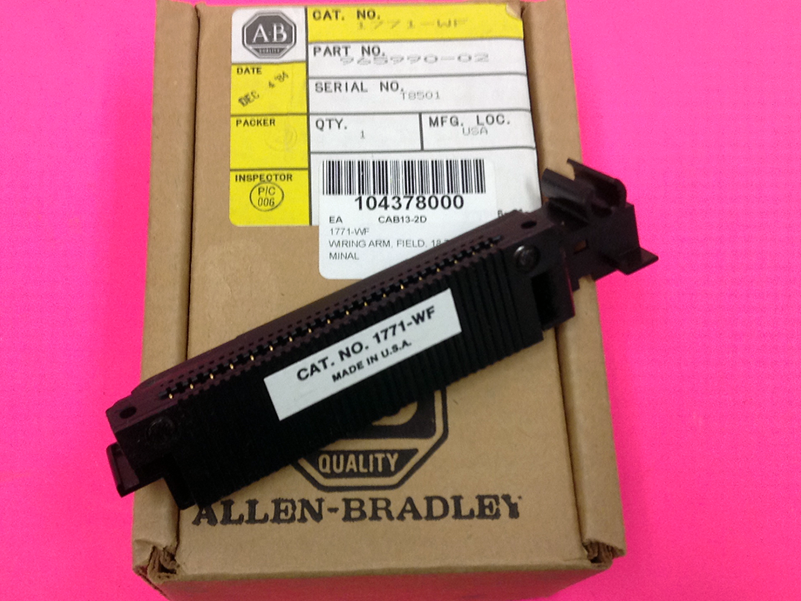 A-B
QUALITY
CAT. NO.
1771-WF
PART NO.
965990-02
DATE
DEC 4 '84
SERIAL NO.
T8501
PACKER
QTY.
1
MFG. LOC.
USA
INSPECTOR
P/C
006
104378000
EA CAB13-2D
1771-WF
WIRING ARM, FIELD, 18
MINAL
CAT. NO. 1771-WF
MADE IN U.S.A.
QUALITY
ALLEN-BRADLEY